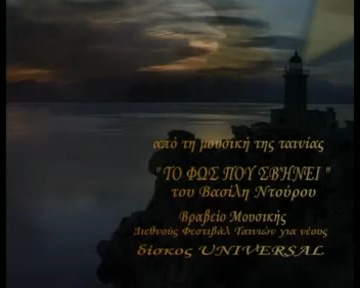 από τη μουσική της ταινίας
"ΤΟ ΦΩΣ ΠΟΥ ΣΒΗΝΕΙ"
του Βασίλη Ντούρου
Βραβείο Μουσικής
Διεθνούς Φεστιβάλ Ταινιών για νέους
δίσκος UNIVERSAL